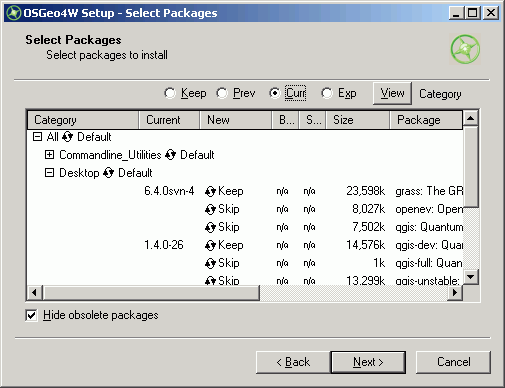 OSGeo4W Setup - Select Packages
Select Packages
Select packages to install
Keep Prev Curr Exp View Category
Category Current New B... S... Size Package
All Default
Commandline_Utilities Default
Desktop Default
6.4.0svn-4 Keep n/a n/a 23,598k grass: The GR
Skip n/a n/a 8,027k openev: Open
Skip n/a n/a 7,502k qgis: Quantum
1.4.0-26 Keep n/a n/a 14,576k qgis-dev: Qua
Skip n/a n/a 1k qgis-full: Quan
Skip n/a n/a 13,299k qgis-unstable:
Hide obsolete packages
< Back Next > Cancel